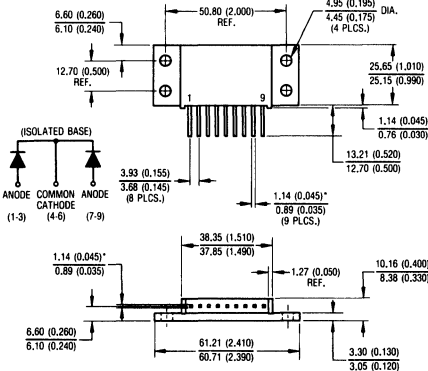 6.60 (0.260)
6.10 (0.240)
50.80 (2.000)
REF.
4.95 (0.195)
4.45 (0.175)
DIA.
(4 PLCS.)
12.70 (0.500)
REF.
1
9
25.65 (1.010)
25.15 (0.990)
1.14 (0.045)
0.76 (0.030)
13.21 (0.520)
12.70 (0.500)
(ISOLATED BASE)
ANODE COMMON ANODE
CATHODE
(1-3) (4-6) (7-9)
3.93 (0.155)
3.68 (0.145)
(8 PLCS.)
1.14 (0.045)*
0.89 (0.035)
(9 PLCS.)
38.35 (1.510)
37.85 (1.490)
1.14 (0.045)*
0.89 (0.035)
1.27 (0.050)
REF.
10.16 (0.400)
8.38 (0.330)
6.60 (0.260)
6.10 (0.240)
61.21 (2.410)
60.71 (2.390)
3.30 (0.130)
3.05 (0.120)